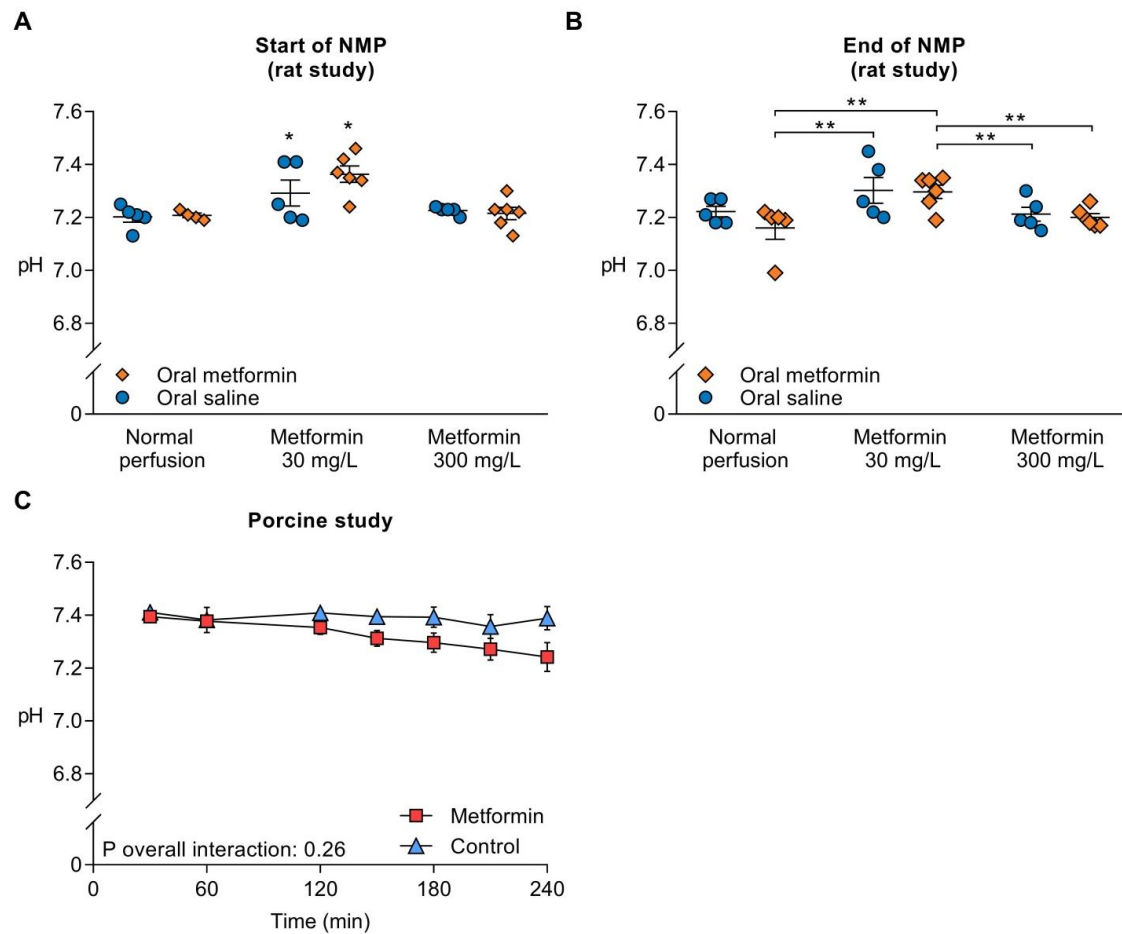 A
Start of NMP
(rat study)
7.6
7.4
7.2
7.0
6.8
0
pH
*
*
Oral metformin
Oral saline
Normal
perfusion
Metformin
30 mg/L
Metformin
300 mg/L
B
End of NMP
(rat study)
7.6
7.4
7.2
7.0
6.8
0
pH
**
**
**
**
Oral metformin
Oral saline
Normal
perfusion
Metformin
30 mg/L
Metformin
300 mg/L
C
Porcine study
7.6
7.4
7.2
7.0
6.8
0
pH
Metformin
Control
P overall interaction: 0.26
0
60
120
180
240
Time (min)